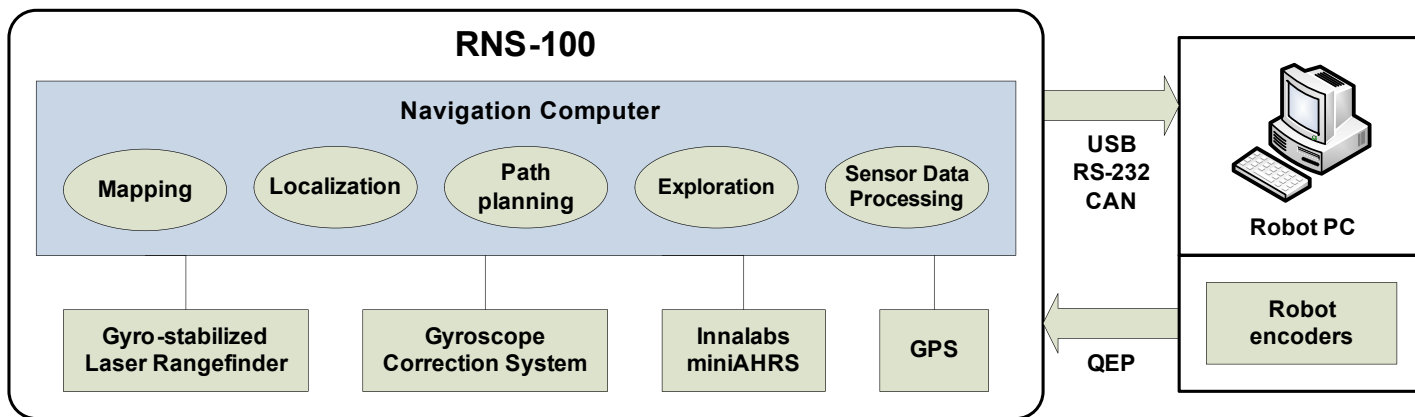 RNS-100
Navigation Computer
Mapping
Localization
Path
planning
Exploration
Sensor Data
Processing
Gyro-stabilized
Laser Rangefinder
Gyroscope
Correction System
Innalabs
miniAHRS
GPS
USB
RS-232
CAN
QEP
Robot PC
Robot
encoders